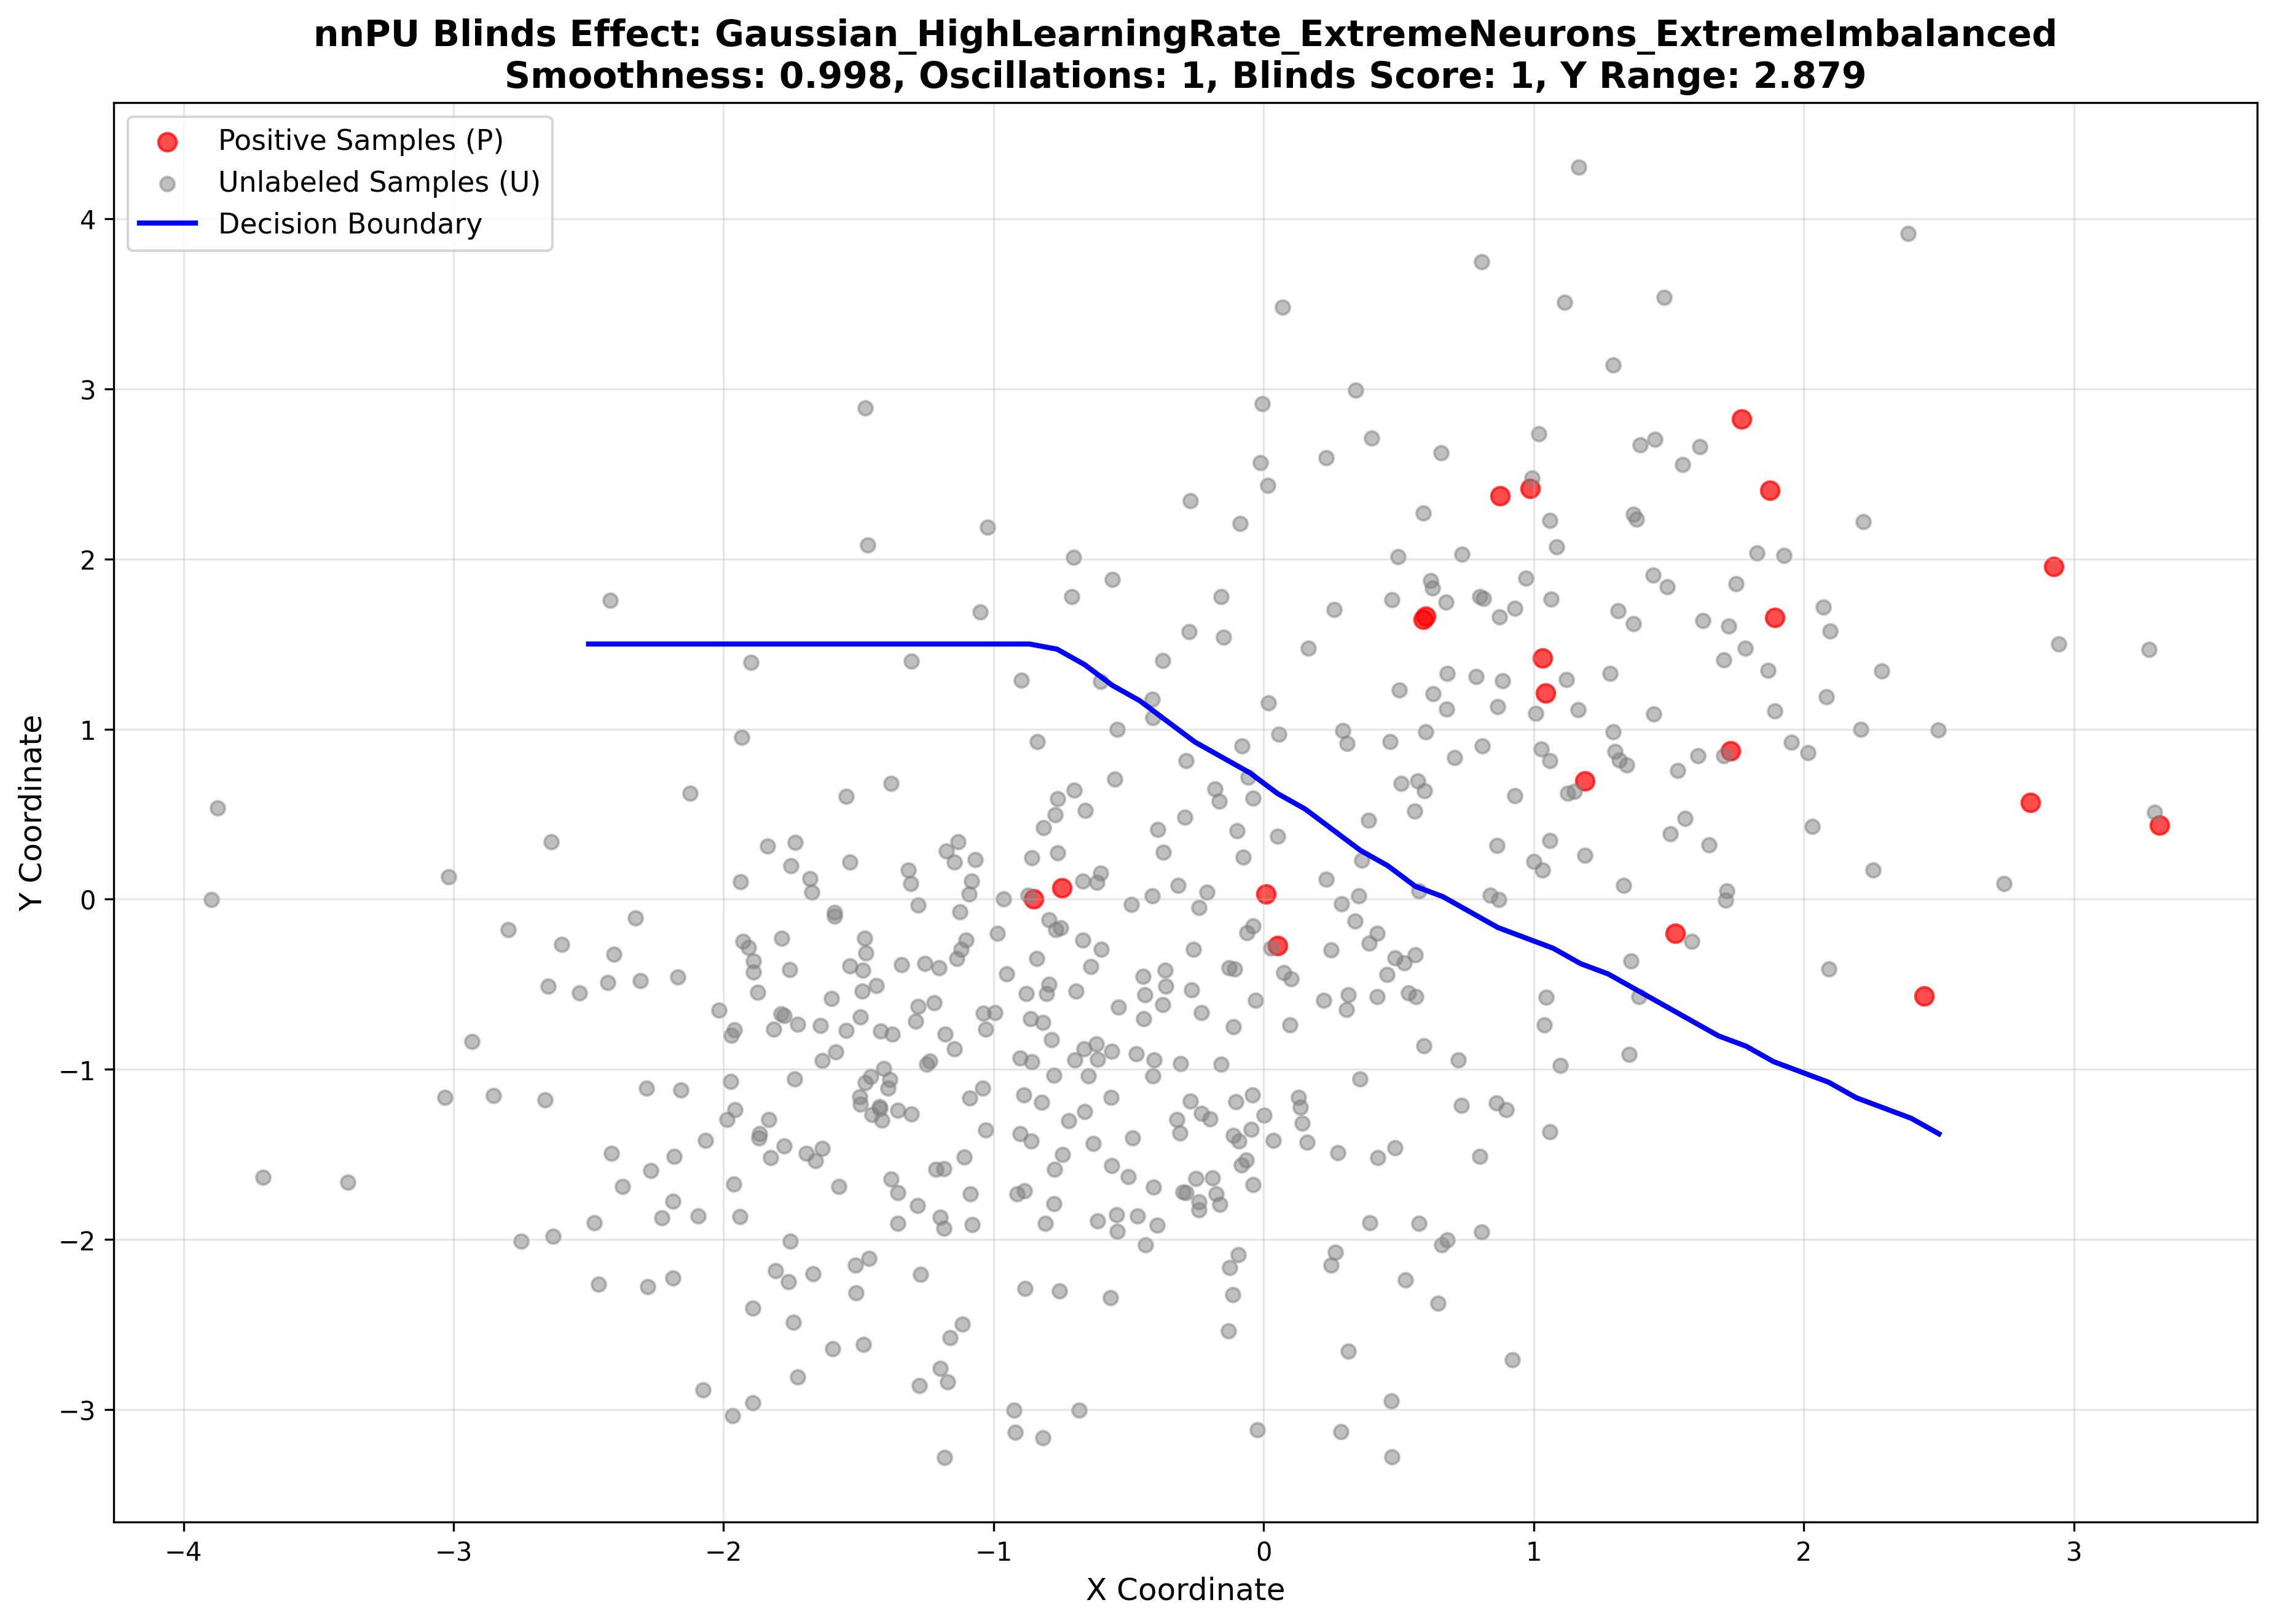 nnPU Blinds Effect: Gaussian_HighLearningRate_ExtremeNeurons_ExtremeImbalanced
Smoothness: 0.998, Oscillations: 1, Blinds Score: 1, Y Range: 2.879
Positive Samples (P)
Unlabeled Samples (U)
Decision Boundary
4
3
2
1
0
−1
−2
−3
Y Coordinate
−4
−3
−2
−1
0
1
2
3
X Coordinate